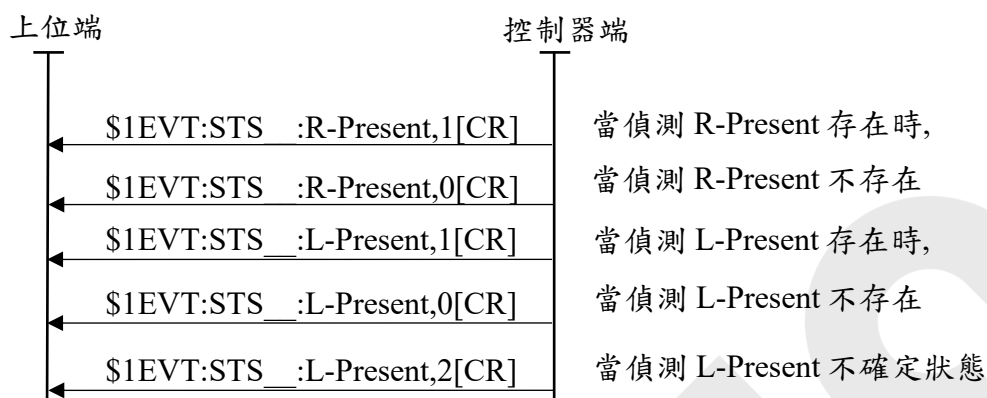 上位端 控制器端
$1EVT:STS__:R-Present,1[CR] 當偵測 R-Present 存在時,
$1EVT:STS__:R-Present,0[CR] 當偵測 R-Present 不存在
$1EVT:STS__:L-Present,1[CR] 當偵測 L-Present 存在時,
$1EVT:STS__:L-Present,0[CR] 當偵測 L-Present 不存在
$1EVT:STS__:L-Present,2[CR] 當偵測 L-Present 不確定狀態